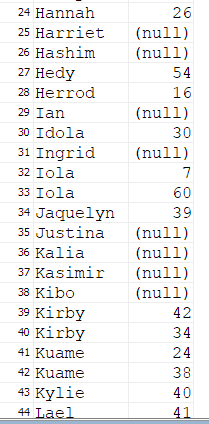 24 Hannah 26
25 Harriet (null)
26 Hashim (null)
27 Hedy 54
28 Herrod 16
29 Ian (null)
30 Idola 30
31 Ingrid (null)
32 Iola 7
33 Iola 60
34 Jaquelyn 39
35 Justina (null)
36 Kalia (null)
37 Kasimir (null)
38 Kibo (null)
39 Kirby 42
40 Kirby 34
41 Kuame 24
42 Kuame 38
43 Kylie 40
44 Lael 41